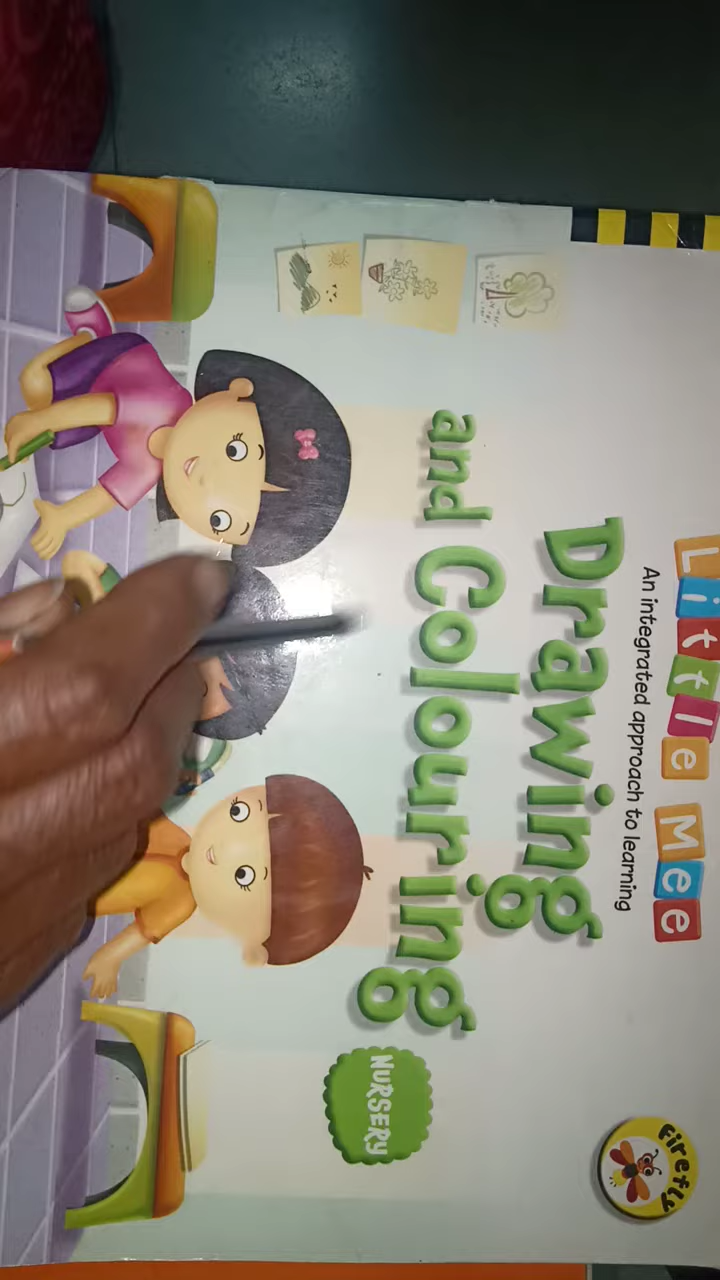 Little Mee
An integrated approach to learning
Drawing
and Colouring
NURSERY
Firefly